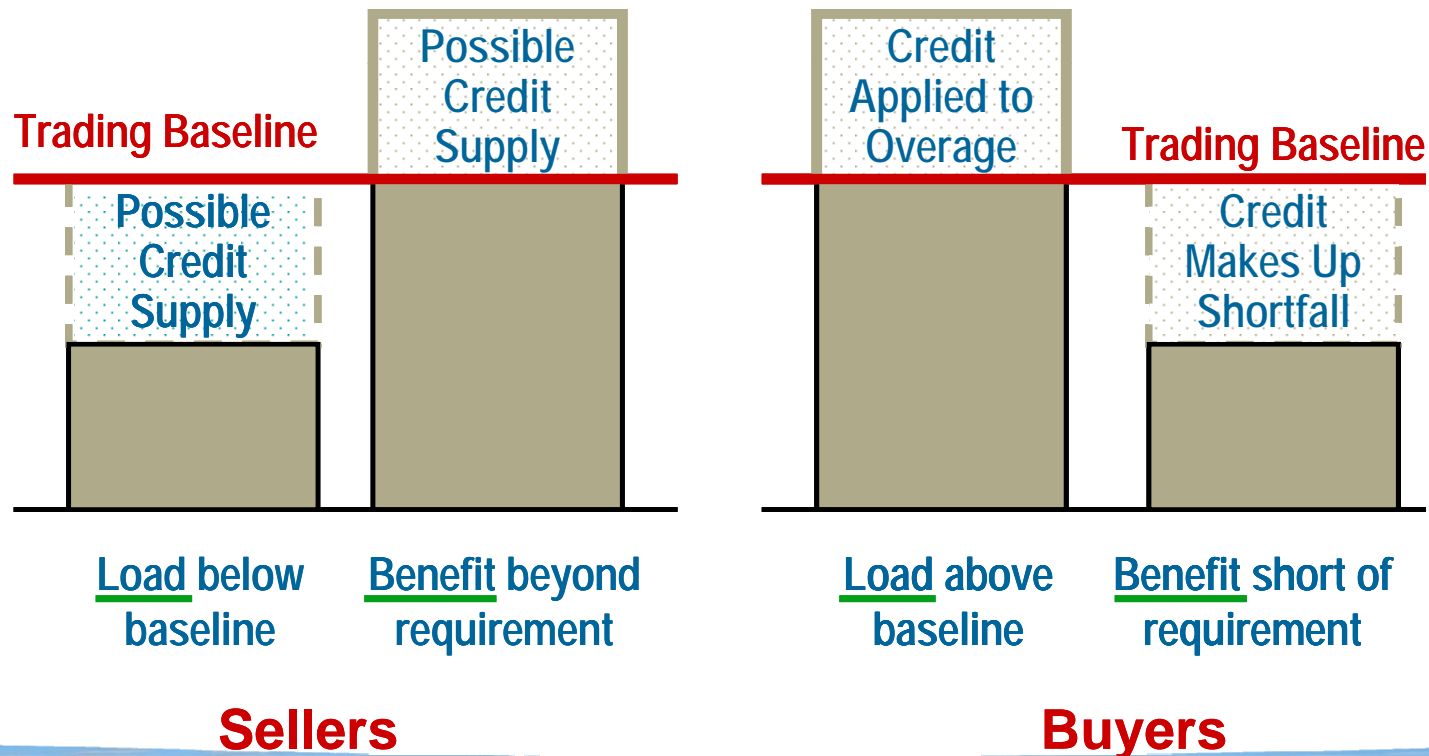 Trading Baseline
Possible
Credit
Supply
Possible
Credit
Supply
Load below
baseline
Benefit beyond
requirement
Sellers
Credit
Applied to
Overage
Trading Baseline
Credit
Makes Up
Shortfall
Load above
baseline
Benefit short of
requirement
Buyers